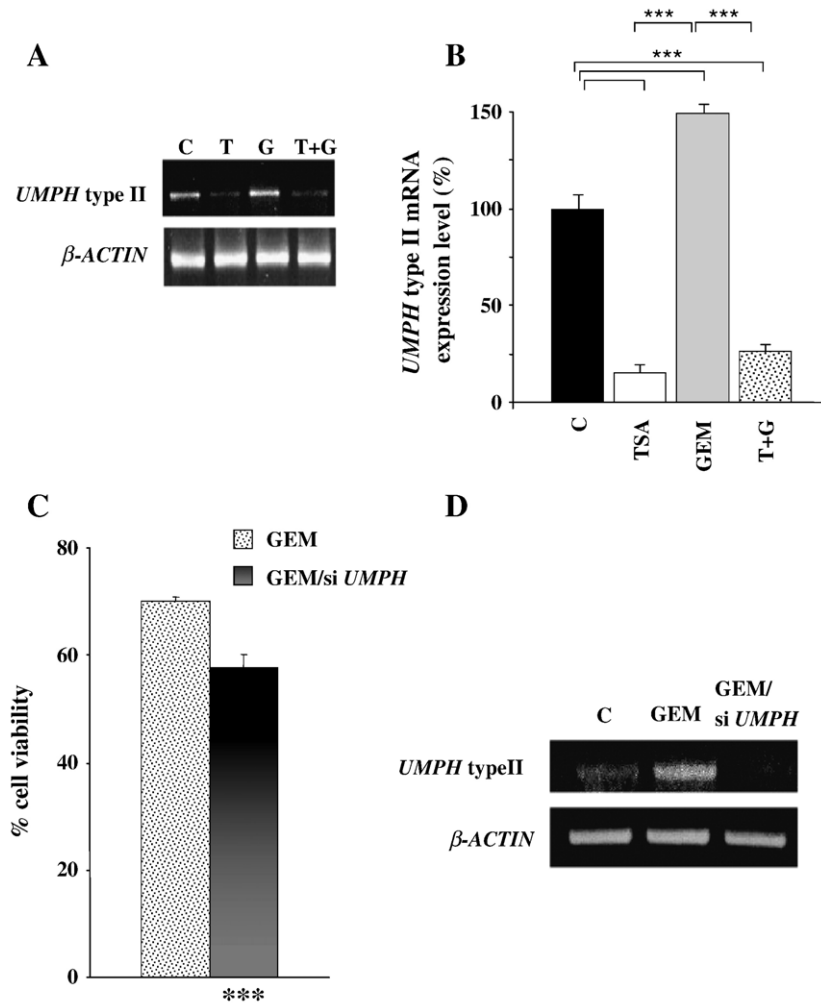 A
C T G T+G
UMPH type II
β-ACTIN
B
*** ***
***
UMPH type II mRNA
expression level (%)
150
100
50
0
C
TSA
GEM
T+G
C
GEM
GEM/si UMPH
% cell viability
80
60
40
20
0
***
D
C GEM GEM/
si UMPH
UMPH typeII
β-ACTIN